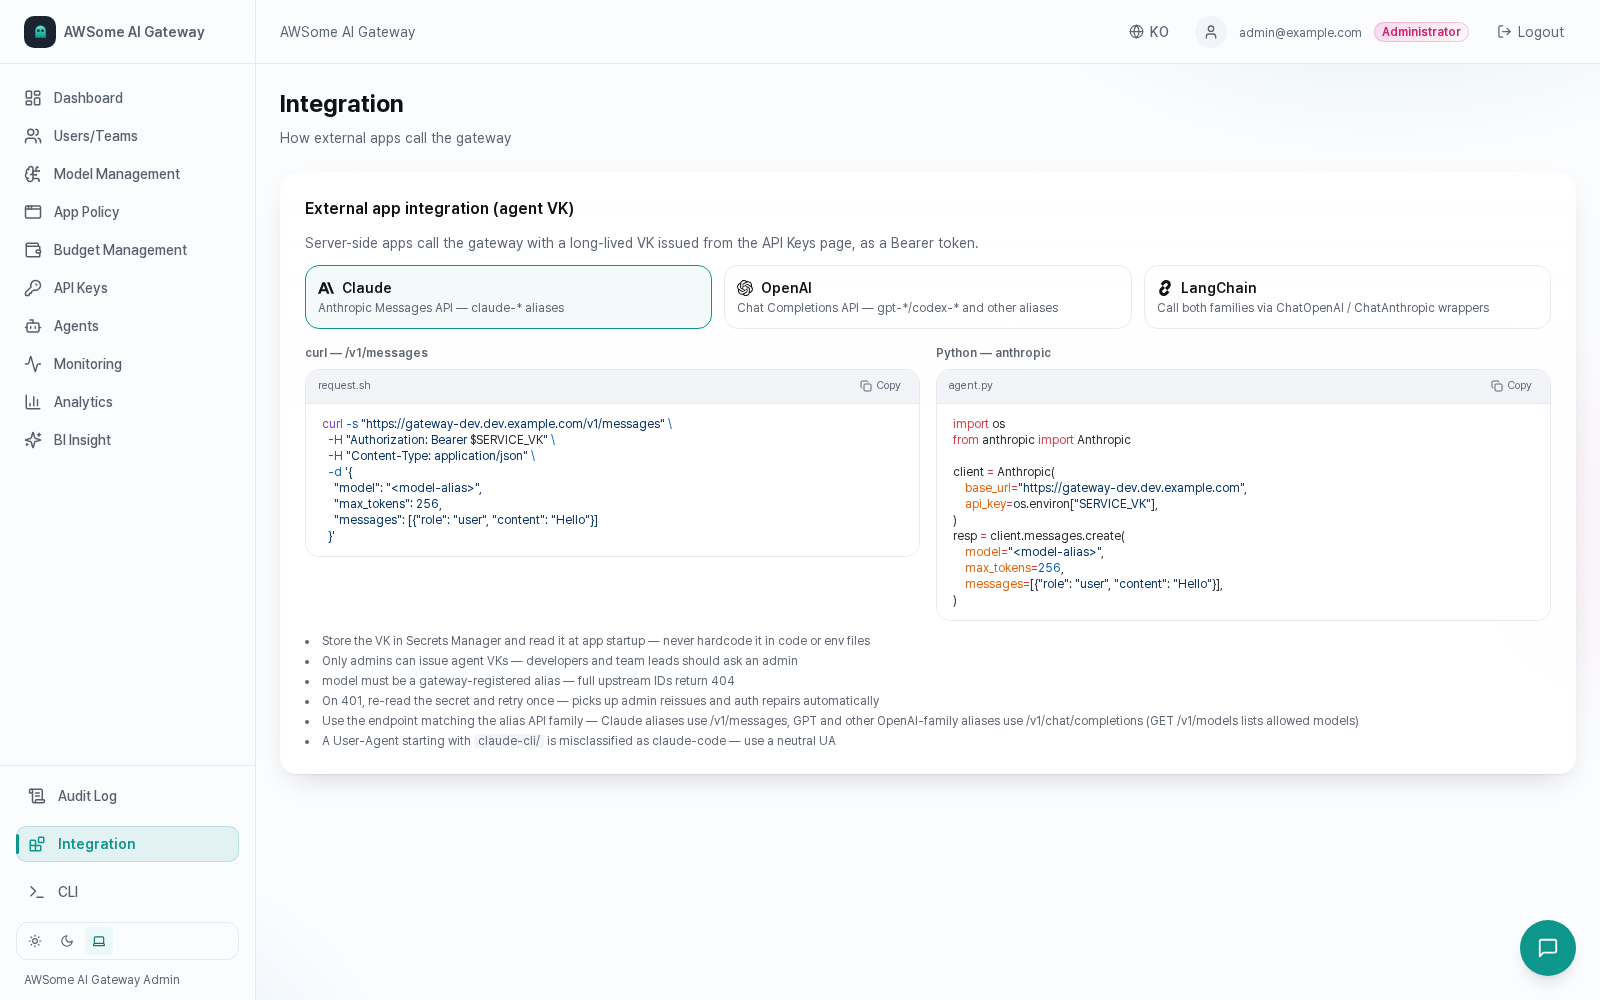 AWSome AI Gateway
AWSome AI Gateway
KO
admin@example.com
Administrator
Logout
Dashboard
Users/Teams
Model Management
App Policy
Budget Management
API Keys
Agents
Monitoring
Analytics
BI Insight
Audit Log
Integration
CLI
AWSome AI Gateway Admin
Integration
How external apps call the gateway
External app integration (agent VK)
Server-side apps call the gateway with a long-lived VK issued from the API Keys page, as a Bearer token.
Claude
Anthropic Messages API — claude-* aliases
OpenAI
Chat Completions API — gpt-*/codex-* and other aliases
LangChain
Call both families via ChatOpenAI / ChatAnthropic wrappers
curl — /v1/messages
request.sh
Copy
curl -s "https://gateway-dev.dev.example.com/v1/messages" \
-H "Authorization: Bearer $SERVICE_VK" \
-H "Content-Type: application/json" \
-d '{
"model": "<model-alias>",
"max_tokens": 256,
"messages": [{"role": "user", "content": "Hello"}]
}'
Python — anthropic
agent.py
Copy
import os
from anthropic import Anthropic
client = Anthropic(
base_url="https://gateway-dev.dev.example.com",
api_key=os.environ["SERVICE_VK"],
)
resp = client.messages.create(
model="<model-alias>",
max_tokens=256,
messages=[{"role": "user", "content": "Hello"}],
)
• Store the VK in Secrets Manager and read it at app startup — never hardcode it in code or env files
• Only admins can issue agent VKs — developers and team leads should ask an admin
• model must be a gateway-registered alias — full upstream IDs return 404
• On 401, re-read the secret and retry once — picks up admin reissues and auth repairs automatically
• Use the endpoint matching the alias API family — Claude aliases use /v1/messages, GPT and other OpenAI-family aliases use /v1/chat/completions (GET /v1/models lists allowed models)
• A User-Agent starting with claude-cli/ is misclassified as claude-code — use a neutral UA